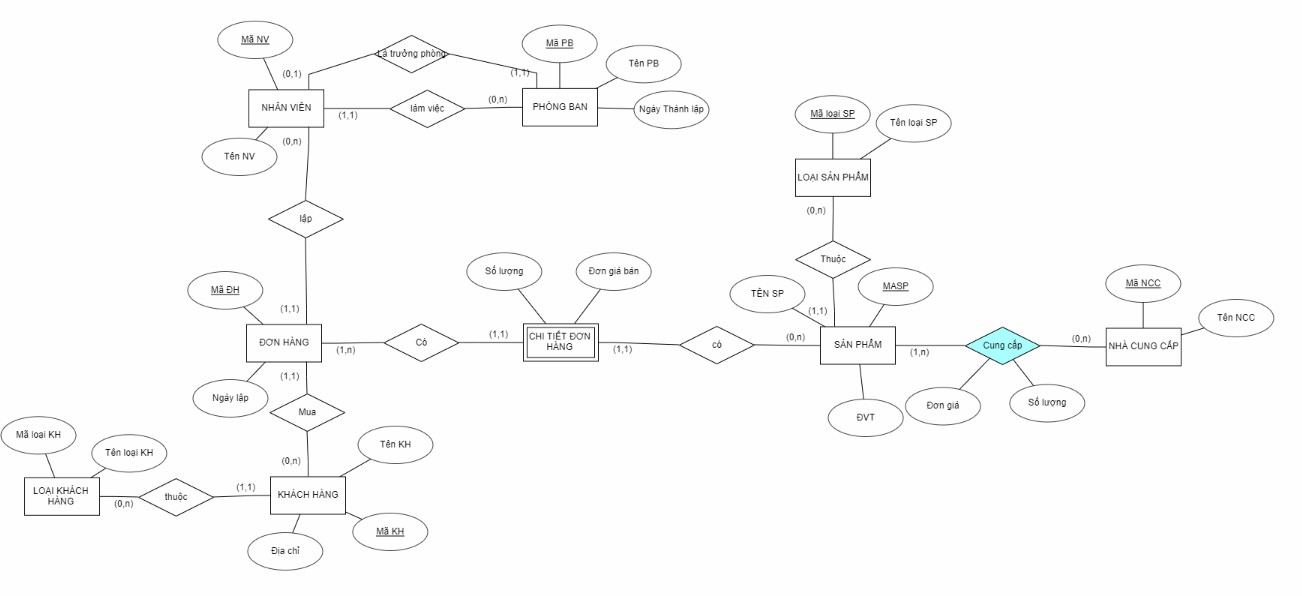 Mã NV
Là trưởng phòng
Mã PB
Tên PB
(0,1)
(1,1)
NHÂN VIÊN
(1,1)
làm việc
(0,n)
PHÒNG BAN
Ngày Thành lập
(0,n)
Tên NV
Mã loại SP
Tên loại SP
LOẠI SẢN PHẨM
(0,n)
lập
Thuộc
Số lượng
Đơn giá bán
Mã ĐH
TÊN SP
MASP
Mã NCC
Tên NCC
(1,1)
(1,1)
ĐƠN HÀNG
(1,n)
Có
(1,1)
CHI TIẾT ĐƠN
HÀNG
(1,1)
có
(0,n)
SẢN PHẨM
(1,n)
Cung cấp
(0,n)
NHÀ CUNG CẤP
(1,1)
Ngày lập
Mua
ĐVT
Đơn giá
Số lượng
Mã loại KH
Tên loại KH
Tên KH
(0,n)
LOẠI KHÁCH
HÀNG
(0,n)
thuộc
(1,1)
KHÁCH HÀNG
Mã KH
Địa chỉ